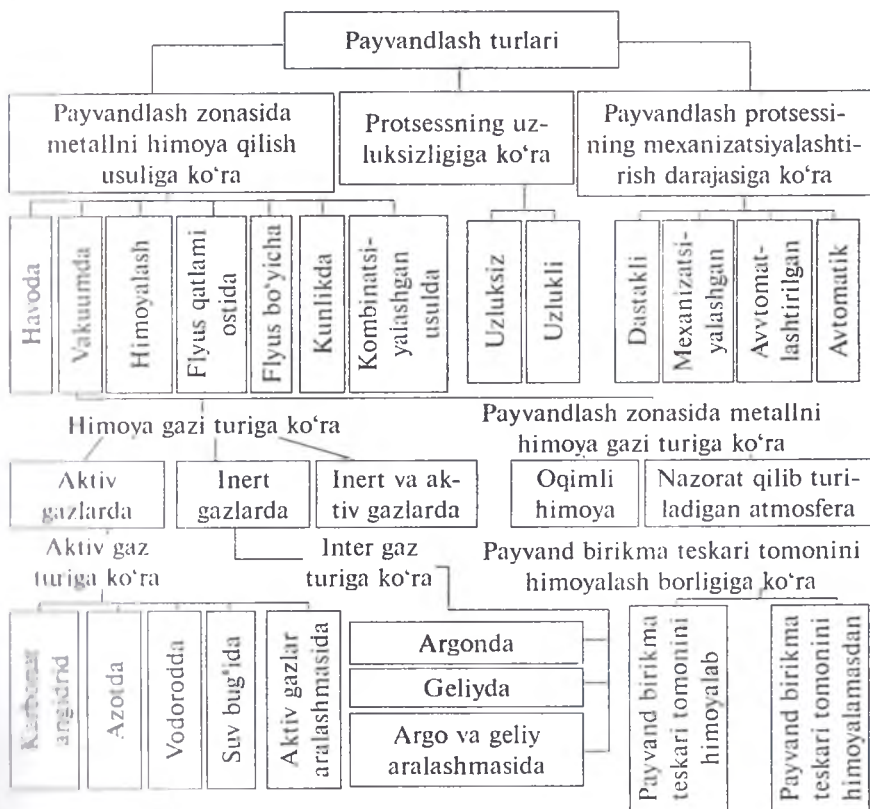 Payvandlash turlari
Payvandlash zonasida
metallni himoya qilish
usuliga ko‘ra
Protsessning uz-
luksizligiga ko‘ra
Payvandlash protsessi-
ning mexanizatsiyalashti-
rish darajasiga ko‘ra
Havoda
Vakuumda
Himoyalash
Flyus qatlami
ostida
Flyus bo‘yicha
Kunlikda
Kombinatsi-
yalashgan
usulda
Uzluksiz
Uzlukli
Dastakli
Mexanizatsi-
yalashgan
Avvtomat-
lashtirilgan
Avtomatik
Himoya gazi turiga ko‘ra
Payvandlash zonasida metallni
himoya gazi turiga ko‘ra
Aktiv
gazlarda
Inert
gazlarda
Inert va ak-
tiv gazlarda
Oqimli
himoya
Nazorat qilib turi-
ladigan atmosfera
Aktiv gaz
turiga ko‘ra
Inter gaz
turiga ko‘ra
Payvand birikma teskari tomonini
himoyalash borligiga ko‘ra
angidrid
Azotda
Vodorodda
Suv bug‘ida
Aktiv gazlar
aralashmasida
Argonda
Geliyda
Argo va geliy
aralashmasida
Payvand birikma
teskari tomonini
himoyalab
Payvand birikma
teskari tomonini
himoyalamasdan